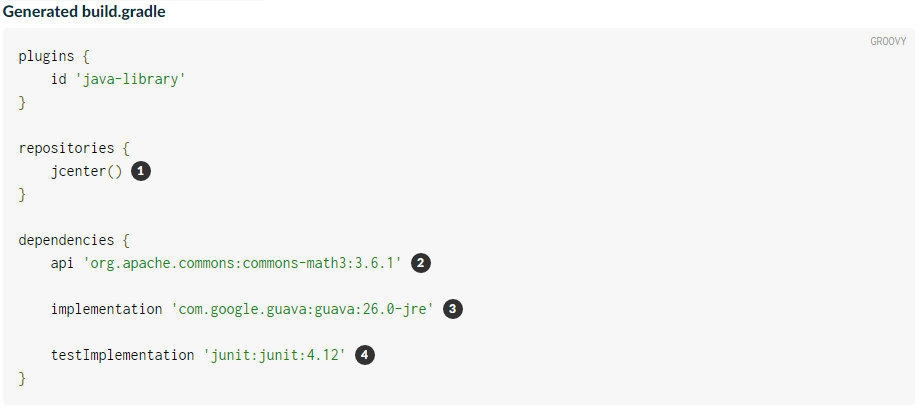 Generated build.gradle
GROOVY
plugins {
    id 'java-library'
}
repositories {
    jcenter() 1
}
dependencies {
    api 'org.apache.commons:commons-math3:3.6.1' 2
    implementation 'com.google.guava:guava:26.0-jre' 3
    testImplementation 'junit:junit:4.12' 4
}